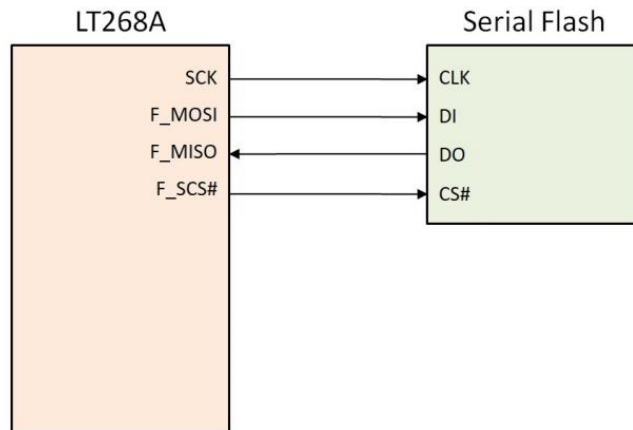 LT268A Serial Flash
SCK CLK
F_MOSI DI
F_MISO DO
F_SCS# CS#